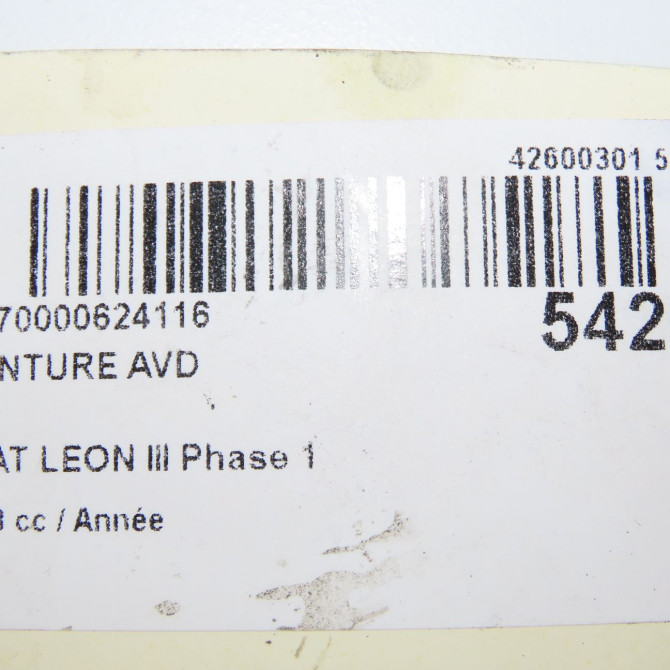 42600301 5
70000624116
542
NTURE AVD
AT LEON III Phase 1
cc / Année